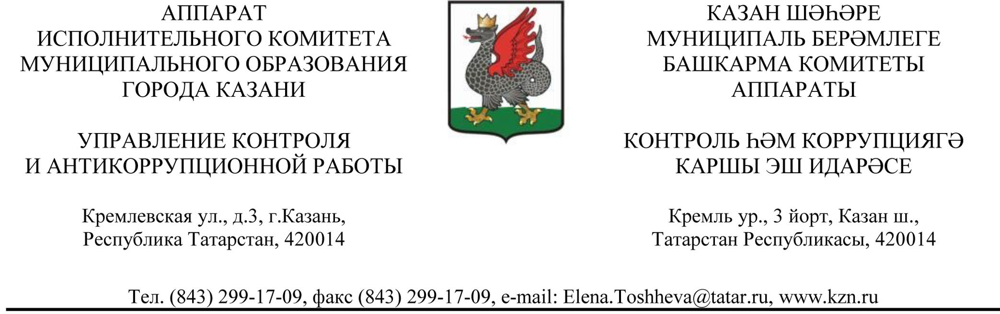 АППАРАТ
ИСПОЛНИТЕЛЬНОГО КОМИТЕТА
МУНИЦИПАЛЬНОГО ОБРАЗОВАНИЯ
ГОРОДА КАЗАНИ
УПРАВЛЕНИЕ КОНТРОЛЯ
И АНТИКОРРУПЦИОННОЙ РАБОТЫ
Кремлевская ул., д.3, г.Казань,
Республика Татарстан, 420014
КАЗАН ШӘҺӘРЕ
МУНИЦИПАЛЬ БЕРӘМЛЕГЕ
БАШКАРМА КОМИТЕТЫ
АППАРАТЫ
КОНТРОЛЬ ҺӘМ КОРРУПЦИЯГӘ
КАРШЫ ЭШ ИДАРӘСЕ
Кремль ур., 3 йорт, Казан ш.,
Татарстан Республикасы, 420014
Тел. (843) 299-17-09, факс (843) 299-17-09, e-mail: Elena.Toshheva@tatar.ru, www.kzn.ru